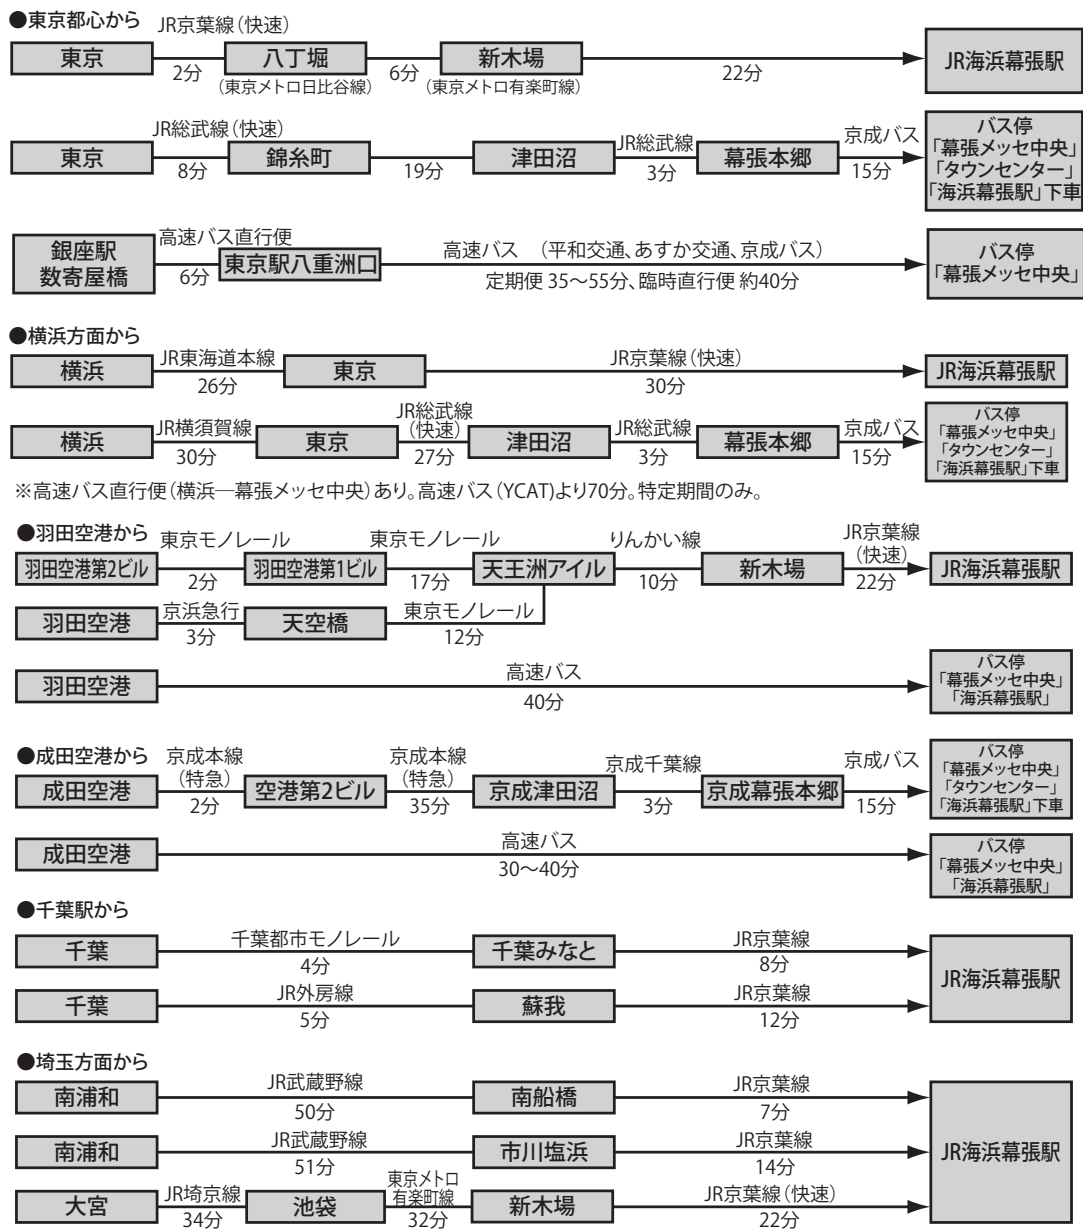 ●東京都心から
JR京葉線(快速)
東京 2分 八丁堀 6分 新木場 22分 JR海浜幕張駅
(東京メトロ日比谷線) (東京メトロ有楽町線)
JR総武線(快速) JR総武線 京成バス
東京 8分 錦糸町 19分 津田沼 3分 幕張本郷 15分
バス停
「幕張メッセ中央」
「タウンセンター」
「海浜幕張駅」下車
銀座駅
数寄屋橋
高速バス直行便
6分
東京駅八重洲口
高速バス (平和交通、あすか交通、京成バス)
定期便 35〜55分、臨時直行便 約40分
バス停
「幕張メッセ中央」
●横浜方面から
JR東海道本線 JR京葉線(快速)
横浜 26分 東京 30分 JR海浜幕張駅
JR横須賀線 JR総武線(快速) JR総武線 京成バス
横浜 30分 東京 27分 津田沼 3分 幕張本郷 15分
バス停
「幕張メッセ中央」
「タウンセンター」
「海浜幕張駅」下車
※高速バス直行便(横浜―幕張メッセ中央)あり。高速バス(YCAT)より70分。特定期間のみ。
●羽田空港から
東京モノレール 東京モノレール りんかい線 JR京葉線(快速)
羽田空港第2ビル 2分 羽田空港第1ビル 17分 天王洲アイル 10分 新木場 22分 JR海浜幕張駅
京浜急行 東京モノレール
羽田空港 3分 天空橋 12分
高速バス
羽田空港 40分
バス停
「幕張メッセ中央」
「海浜幕張駅」
●成田空港から
京成本線(特急) 京成本線(特急) 京成千葉線 京成バス
成田空港 2分 空港第2ビル 35分 京成津田沼 3分 京成幕張本郷 15分
バス停
「幕張メッセ中央」
「タウンセンター」
「海浜幕張駅」下車
高速バス
成田空港 30〜40分
バス停
「幕張メッセ中央」
「海浜幕張駅」
●千葉駅から
千葉都市モノレール JR京葉線
千葉 4分 千葉みなと 8分
JR海浜幕張駅
JR外房線 JR京葉線
千葉 5分 蘇我 12分
●埼玉方面から
JR武蔵野線 JR京葉線
南浦和 50分 南船橋 7分
JR武蔵野線 JR京葉線
南浦和 51分 市川塩浜 14分
JR海浜幕張駅
JR埼京線 東京メトロ有楽町線 JR京葉線(快速)
大宮 34分 池袋 32分 新木場 22分